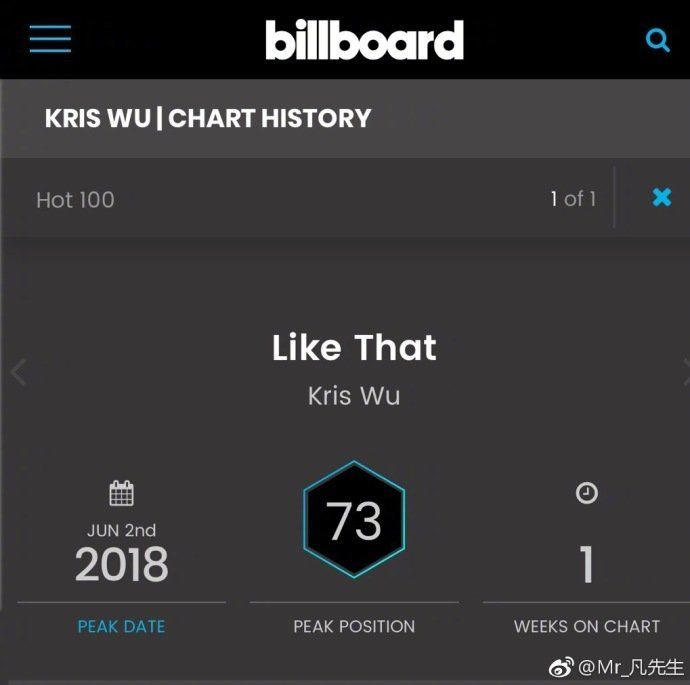 billboard
KRIS WU | CHART HISTORY
Hot 100 1 of 1
Like That
Kris Wu
JUN 2nd
2018
PEAK DATE
73
PEAK POSITION
1
WEEKS ON CHART
@Mr_凡先生